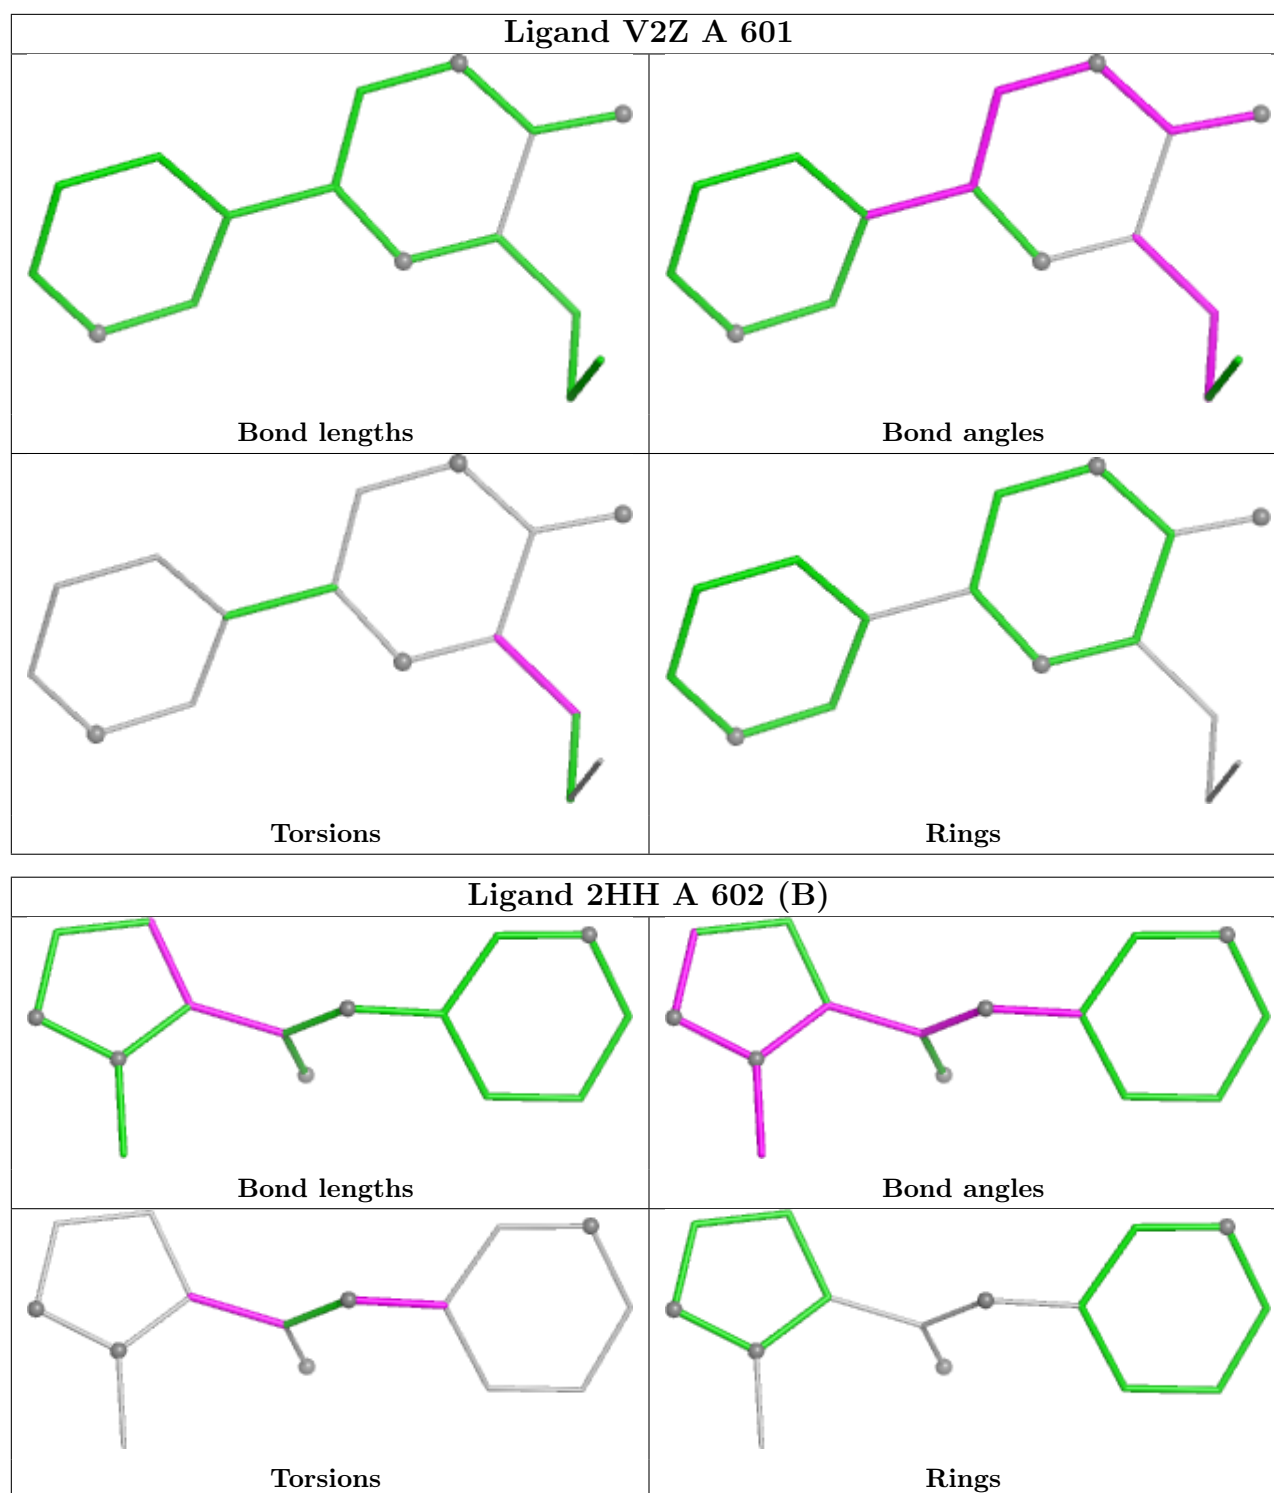 Ligand V2Z A 601
Bond lengths
Bond angles
Torsions
Rings
Ligand 2HH A 602 (B)
Bond lengths
Bond angles
Torsions
Rings